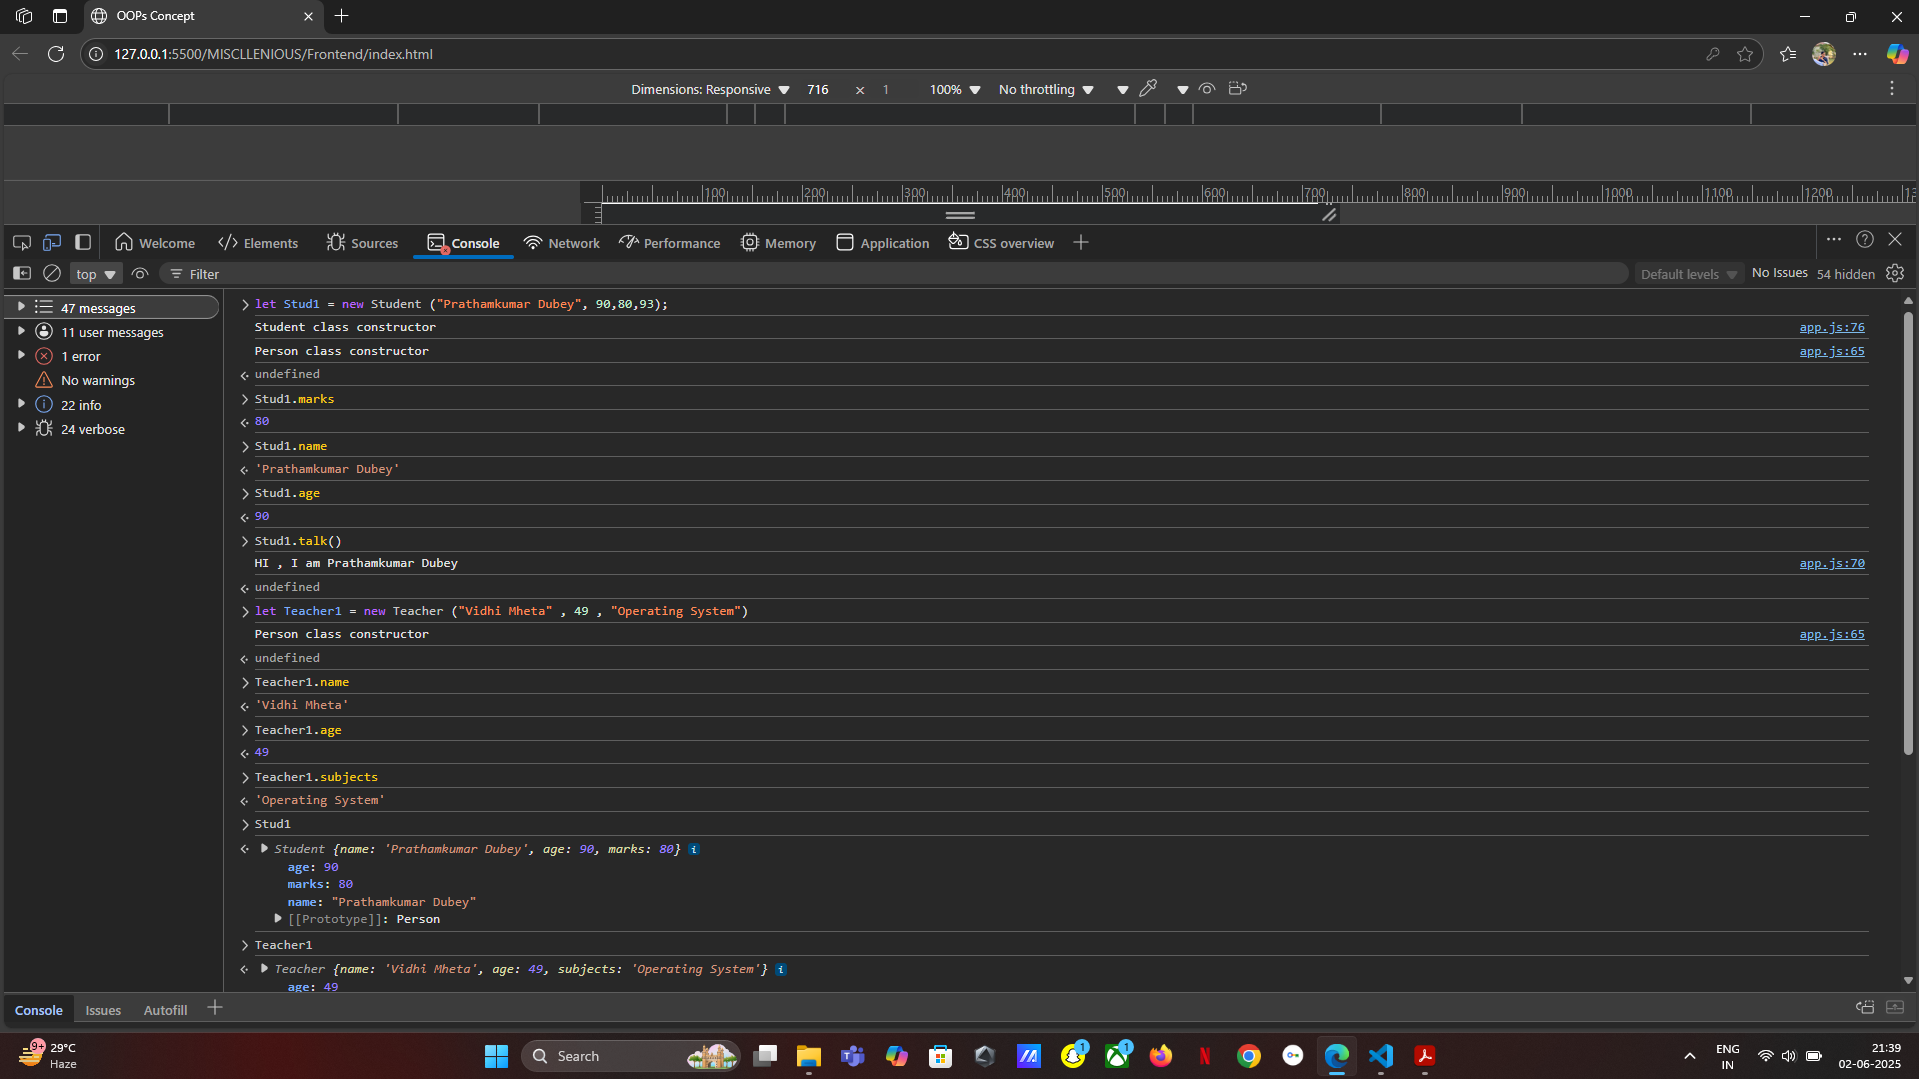 OOPs Concept
127.0.0.1:5500/MISCLLENIOUS/Frontend/index.html
Dimensions: Responsive 716 × 1 100% No throttling
100 200 300 400 500 600 700 800 900 1000 1100 1200
Welcome Elements Sources Console Network Performance Memory Application CSS overview
top Filter Default levels No Issues 54 hidden
47 messages
11 user messages
1 error
No warnings
22 info
24 verbose
let Stud1 = new Student ("Prathamkumar Dubey", 90,80,93);
Student class constructor app.js:76
Person class constructor app.js:65
undefined
Stud1.marks
80
Stud1.name
'Prathamkumar Dubey'
Stud1.age
90
Stud1.talk()
HI , I am Prathamkumar Dubey app.js:70
undefined
let Teacher1 = new Teacher ("Vidhi Mheta" , 49 , "Operating System")
Person class constructor app.js:65
undefined
Teacher1.name
'Vidhi Mheta'
Teacher1.age
49
Teacher1.subjects
'Operating System'
Stud1
Student {name: 'Prathamkumar Dubey', age: 90, marks: 80} i
age: 90
marks: 80
name: "Prathamkumar Dubey"
[[Prototype]]: Person
Teacher1
Teacher {name: 'Vidhi Mheta', age: 49, subjects: 'Operating System'} i
age: 49
Console Issues Autofill
9+ 29°C
Haze
Search
1
1
ENG
IN
21:39
02-06-2025